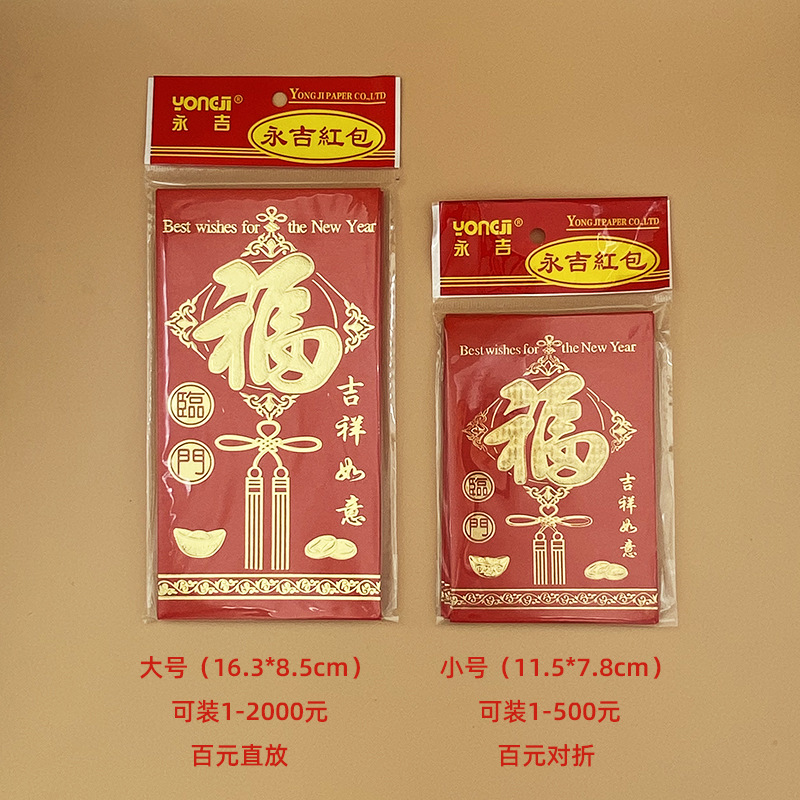 YONGJI®
永吉
YONG JI PAPER CO.,LTD
永吉紅包
Best wishes for the New Year
福
臨門
吉祥如意
YONGJI®
永吉
YONG JI PAPER CO.,LTD
永吉紅包
Best wishes for the New Year
福
臨門
吉祥如意
大号（16.3*8.5cm）
可装1-2000元
百元直放
小号（11.5*7.8cm）
可装1-500元
百元对折